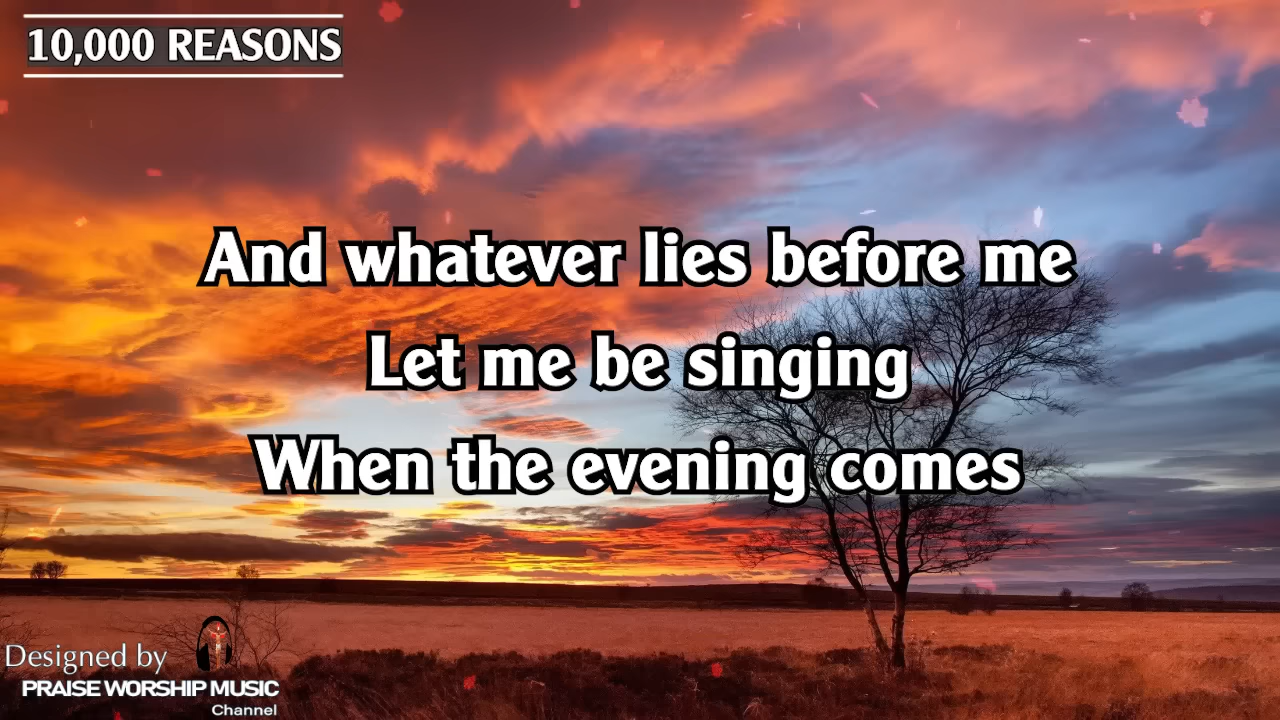 10,000 REASONS
And whatever lies before me
Let me be singing
When the evening comes
Designed by
PRAISE WORSHIP MUSIC
Channel